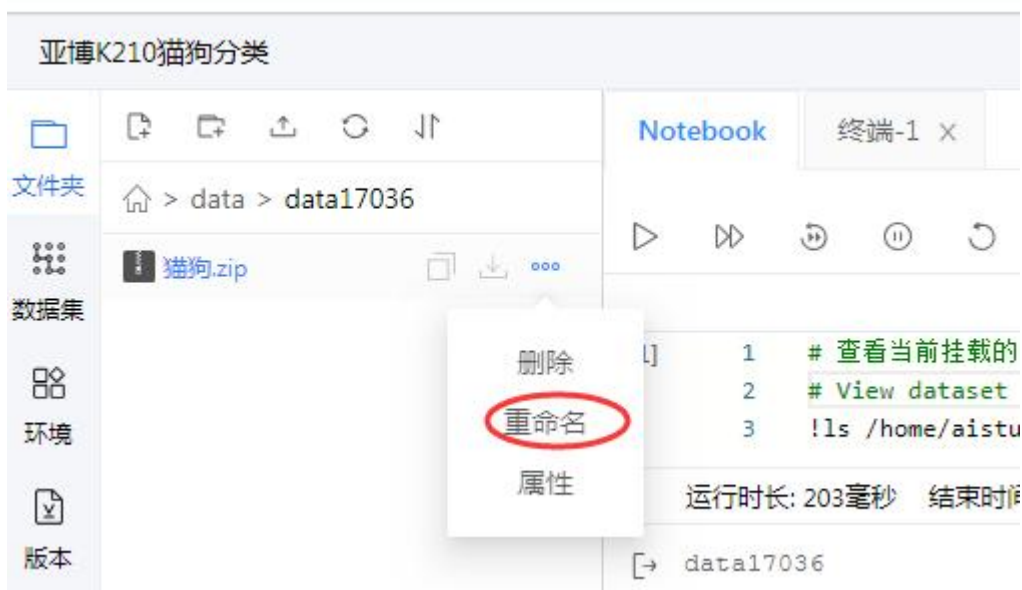 亚博K210猫狗分类
文件夹
数据集
环境
版本
> data > data17036
猫狗.zip
删除
重命名
属性
Notebook
终端-1
1] 1 # 查看当前挂载的
2 # View dataset
3 !ls /home/aistu
运行时长: 203毫秒 结束时间
data17036